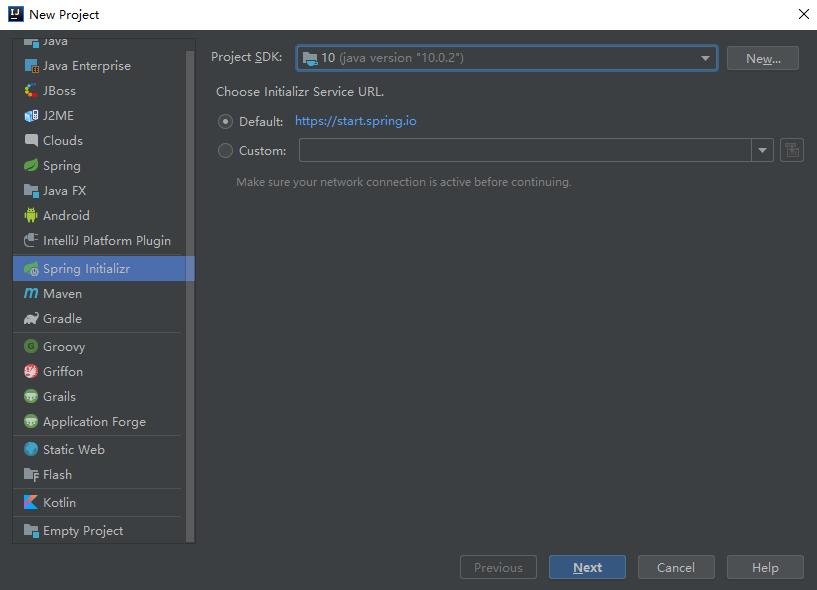 New Project
Java
Java Enterprise
JBoss
J2ME
Clouds
Spring
Java FX
Android
IntelliJ Platform Plugin
Spring Initializr
Maven
Gradle
Groovy
Griffon
Grails
Application Forge
Static Web
Flash
Kotlin
Empty Project
Project SDK: 10 (java version "10.0.2") New...
Choose Initializr Service URL.
Default: https://start.spring.io
Custom:
Make sure your network connection is active before continuing.
Previous Next Cancel Help